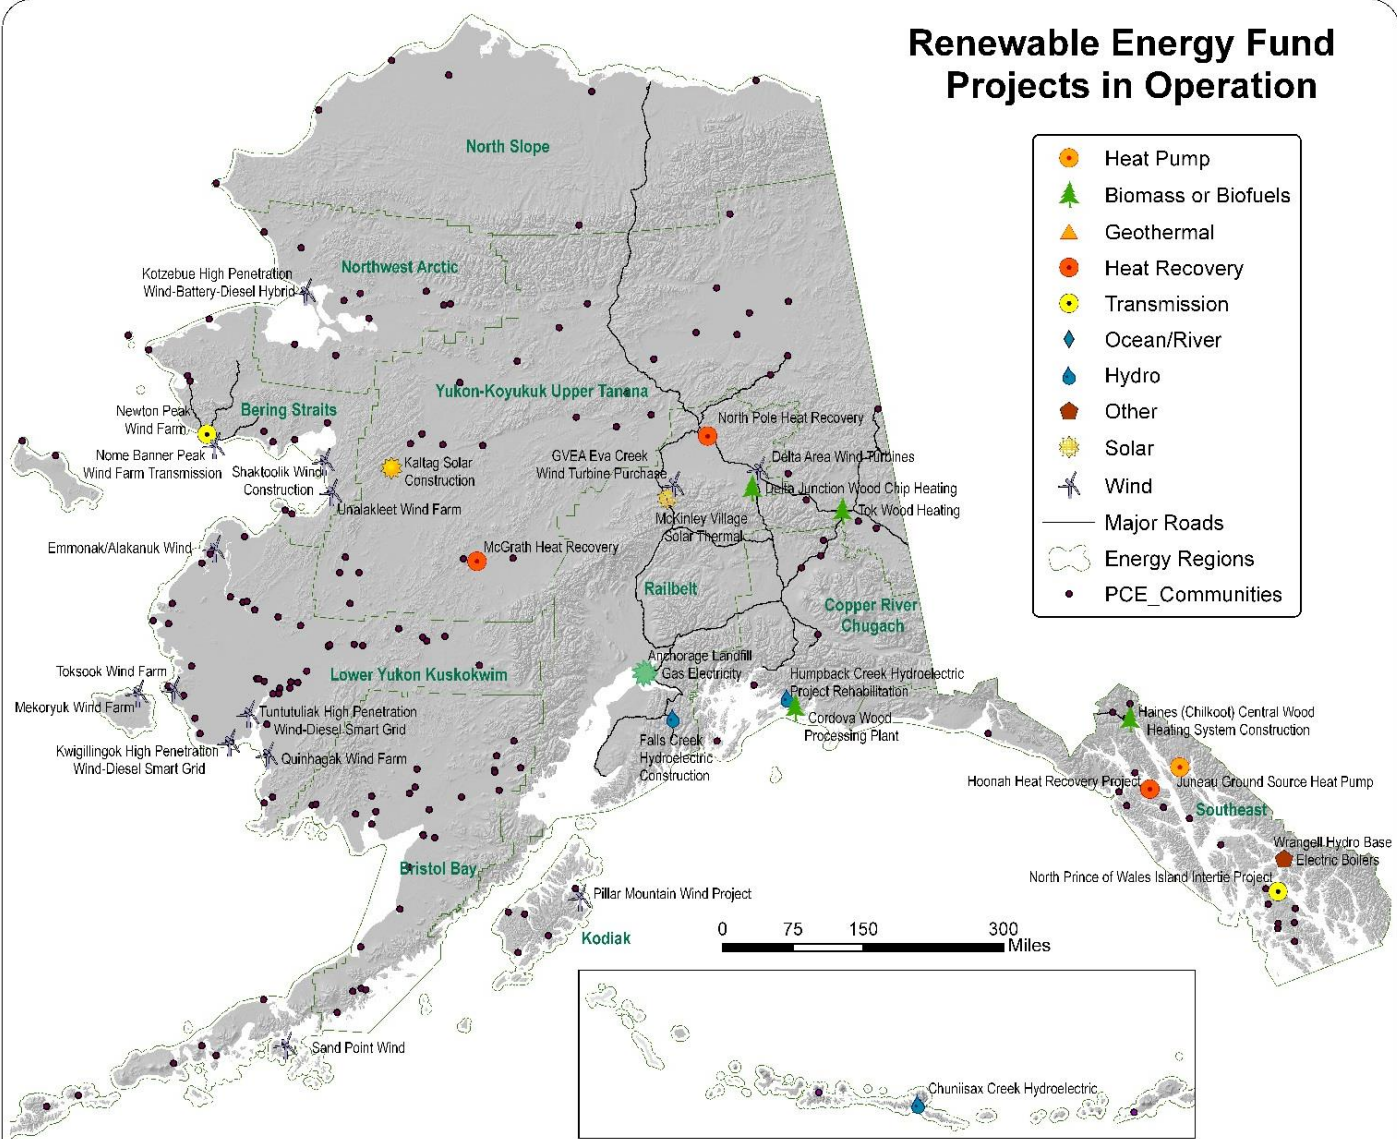 Renewable Energy Fund
Projects in Operation
Heat Pump
Biomass or Biofuels
Geothermal
Heat Recovery
Transmission
Ocean/River
Hydro
Other
Solar
Wind
Major Roads
Energy Regions
PCE_Communities
North Slope
Northwest Arctic
Kotzebue High Penetration
Wind-Battery-Diesel Hybrid
Yukon-Koyukuk Upper Tanana
Bering Straits
Newton Peak
Wind Farm
Nome Banner Peak
Wind Farm Transmission
Shaktoolik Wind
Construction
Unalakleet Wind Farm
Kaltag Solar
Construction
North Pole Heat Recovery
GVEA Eva Creek
Wind Turbine Purchase
Delta Area Wind Turbines
Delta Junction Wood Chip Heating
Tok Wood Heating
McKinley Village
Solar Thermal
Emmonak/Alakanuk Wind
McGrath Heat Recovery
Railbelt
Copper River
Chugach
Toksook Wind Farm
Mekoryuk Wind Farm
Lower Yukon Kuskokwim
Anchorage Landfill
Gas Electricity
Humpback Creek Hydroelectric
Project Rehabilitation
Cordova Wood
Processing Plant
Tuntutuliak High Penetration
Wind-Diesel Smart Grid
Kwigillingok High Penetration
Wind-Diesel Smart Grid
Quinhagak Wind Farm
Falls Creek
Hydroelectric
Construction
Haines (Chilkoot) Central Wood
Heating System Construction
Hoonah Heat Recovery Project
Juneau Ground Source Heat Pump
Southeast
Wrangell Hydro Base
Electric Boilers
North Prince of Wales Island Intertie Project
Bristol Bay
Pillar Mountain Wind Project
Kodiak
0 75 150 300
Miles
Sand Point Wind
Chuniisax Creek Hydroelectric